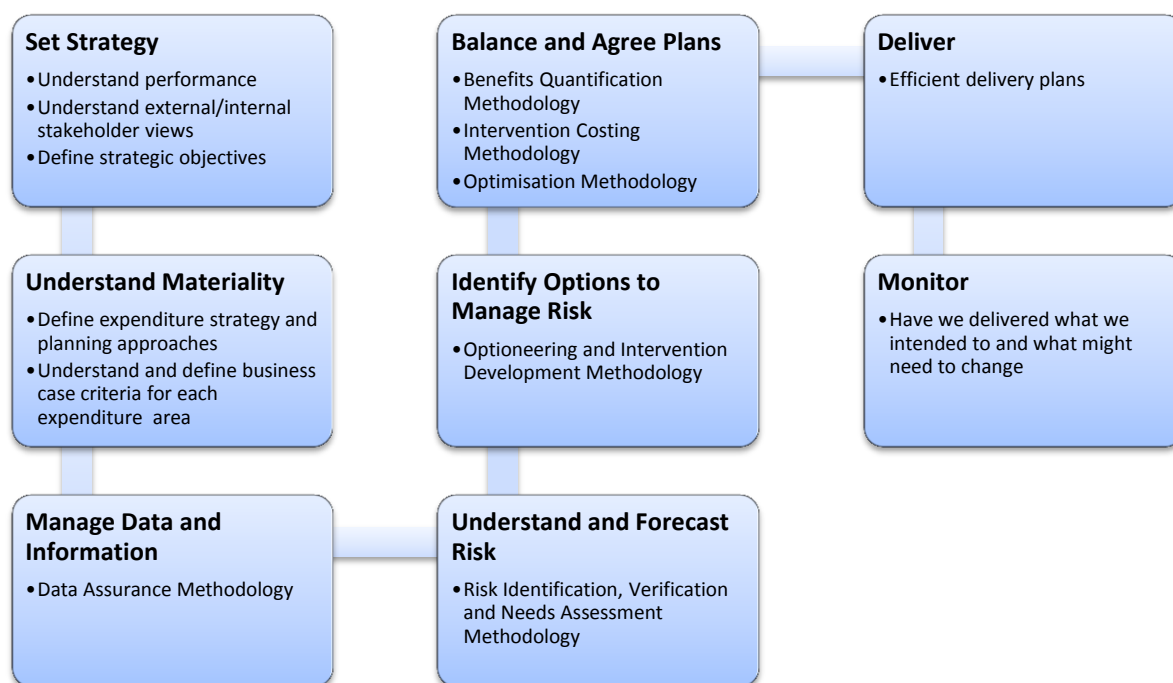 Set Strategy
•Understand performance
•Understand external/internal
stakeholder views
•Define strategic objectives
Understand Materiality
•Define expenditure strategy and
planning approaches
•Understand and define business
case criteria for each
expenditure area
Manage Data and
Information
•Data Assurance Methodology
Understand and Forecast
Risk
•Risk Identification, Verification
and Needs Assessment
Methodology
Identify Options to
Manage Risk
•Optioneering and Intervention
Development Methodology
Balance and Agree Plans
•Benefits Quantification
Methodology
•Intervention Costing
Methodology
•Optimisation Methodology
Deliver
•Efficient delivery plans
Monitor
•Have we delivered what we
intended to and what might
need to change